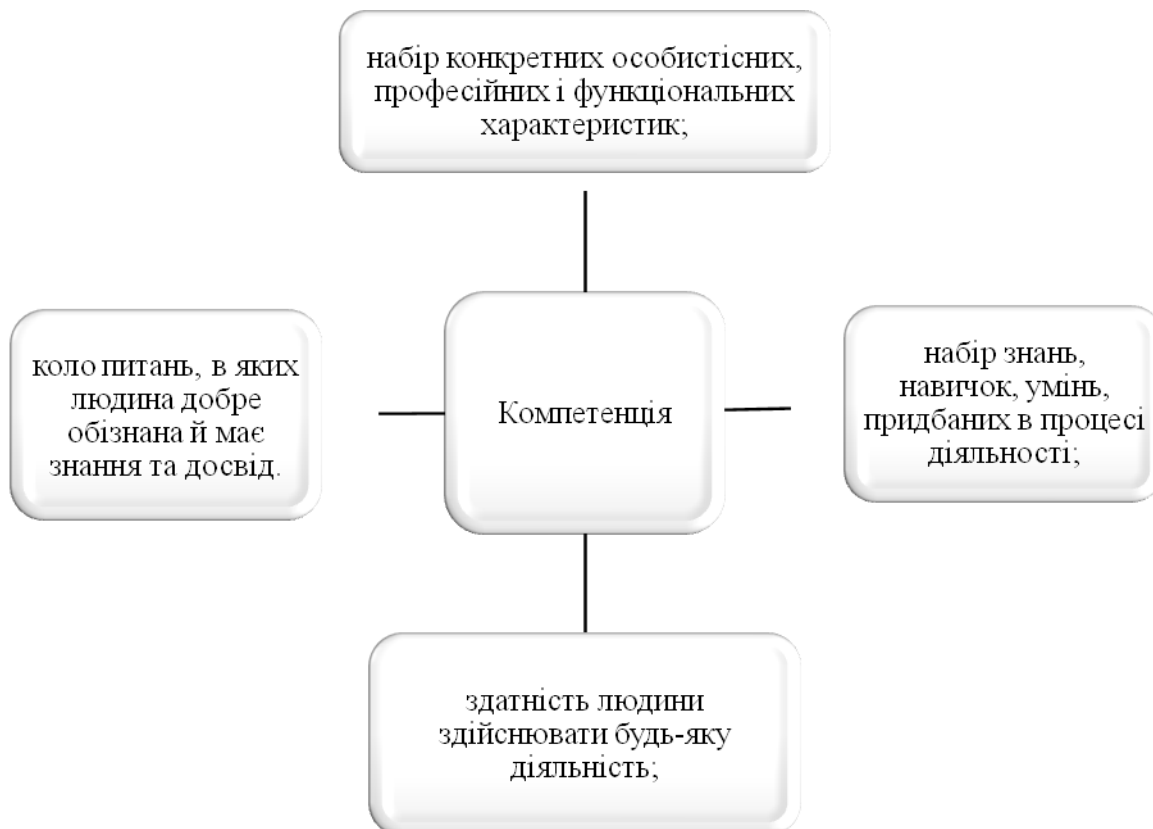 набір конкретних особистісних,
професійних і функціональних
характеристик;
коло питань, в яких
людина добре
обізнана й має
знання та досвід.
Компетенція
набір знань,
навичок, умінь,
придбаних в процесі
діяльності;
здатність людини
здійснювати будь-яку
діяльність;